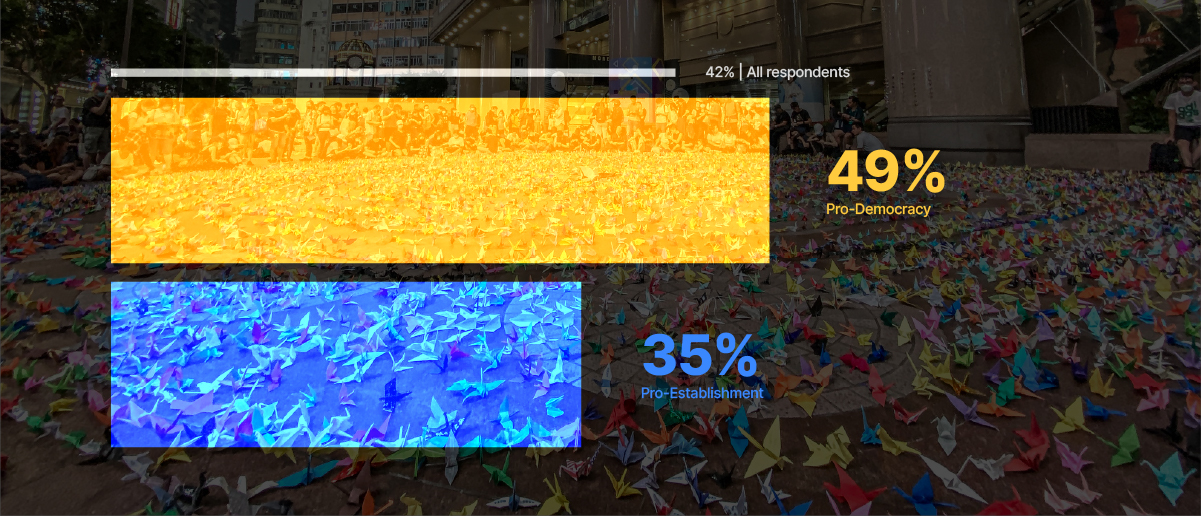 42% | All respondents
49%
Pro-Democracy
35%
Pro-Establishment